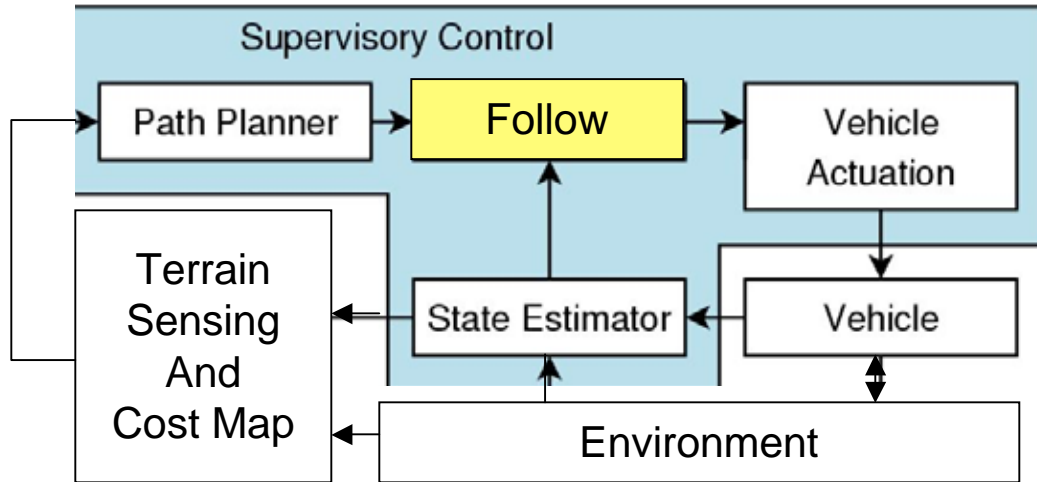 Supervisory Control
Path Planner
Follow
Vehicle
Actuation
Terrain
Sensing
And
Cost Map
State Estimator
Vehicle
Environment